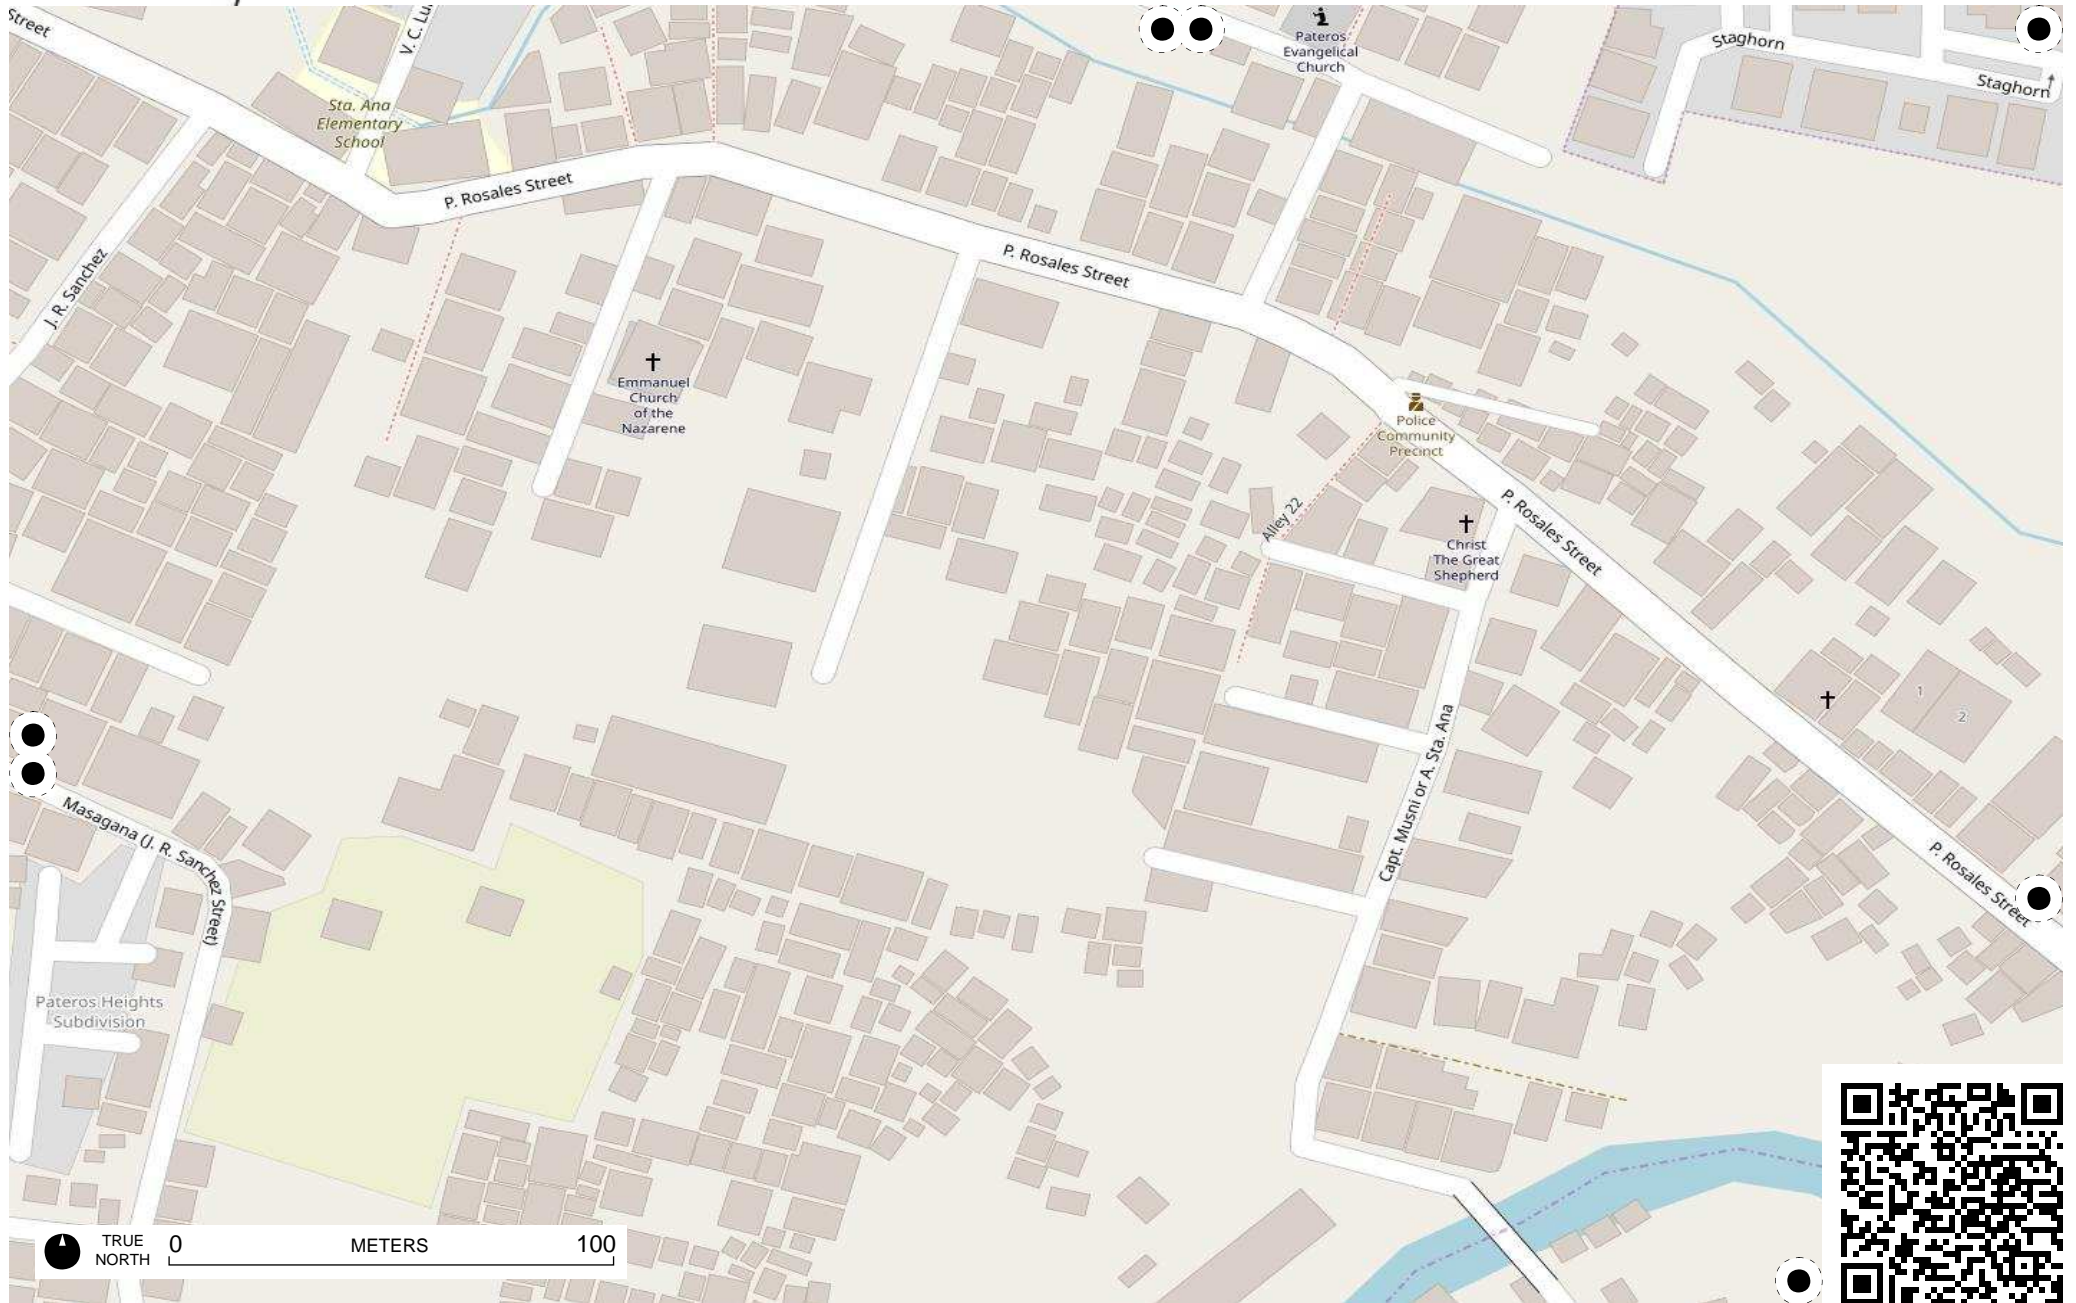 Street
V. C. Lu
Pateros
Evangelical
Church
Staghorn
Staghorn
Sta. Ana
Elementary
School
P. Rosales Street
P. Rosales Street
J. R. Sanchez
Emmanuel
Church
of the
Nazarene
Police
Community
Precinct
Alley 22
Christ
The Great
Shepherd
P. Rosales Street
1
2
Capt. Musni or A. Sta. Ana
Masagana (J. R. Sanchez Street)
P. Rosales Street
Pateros Heights
Subdivision
TRUE
NORTH
0 METERS 100